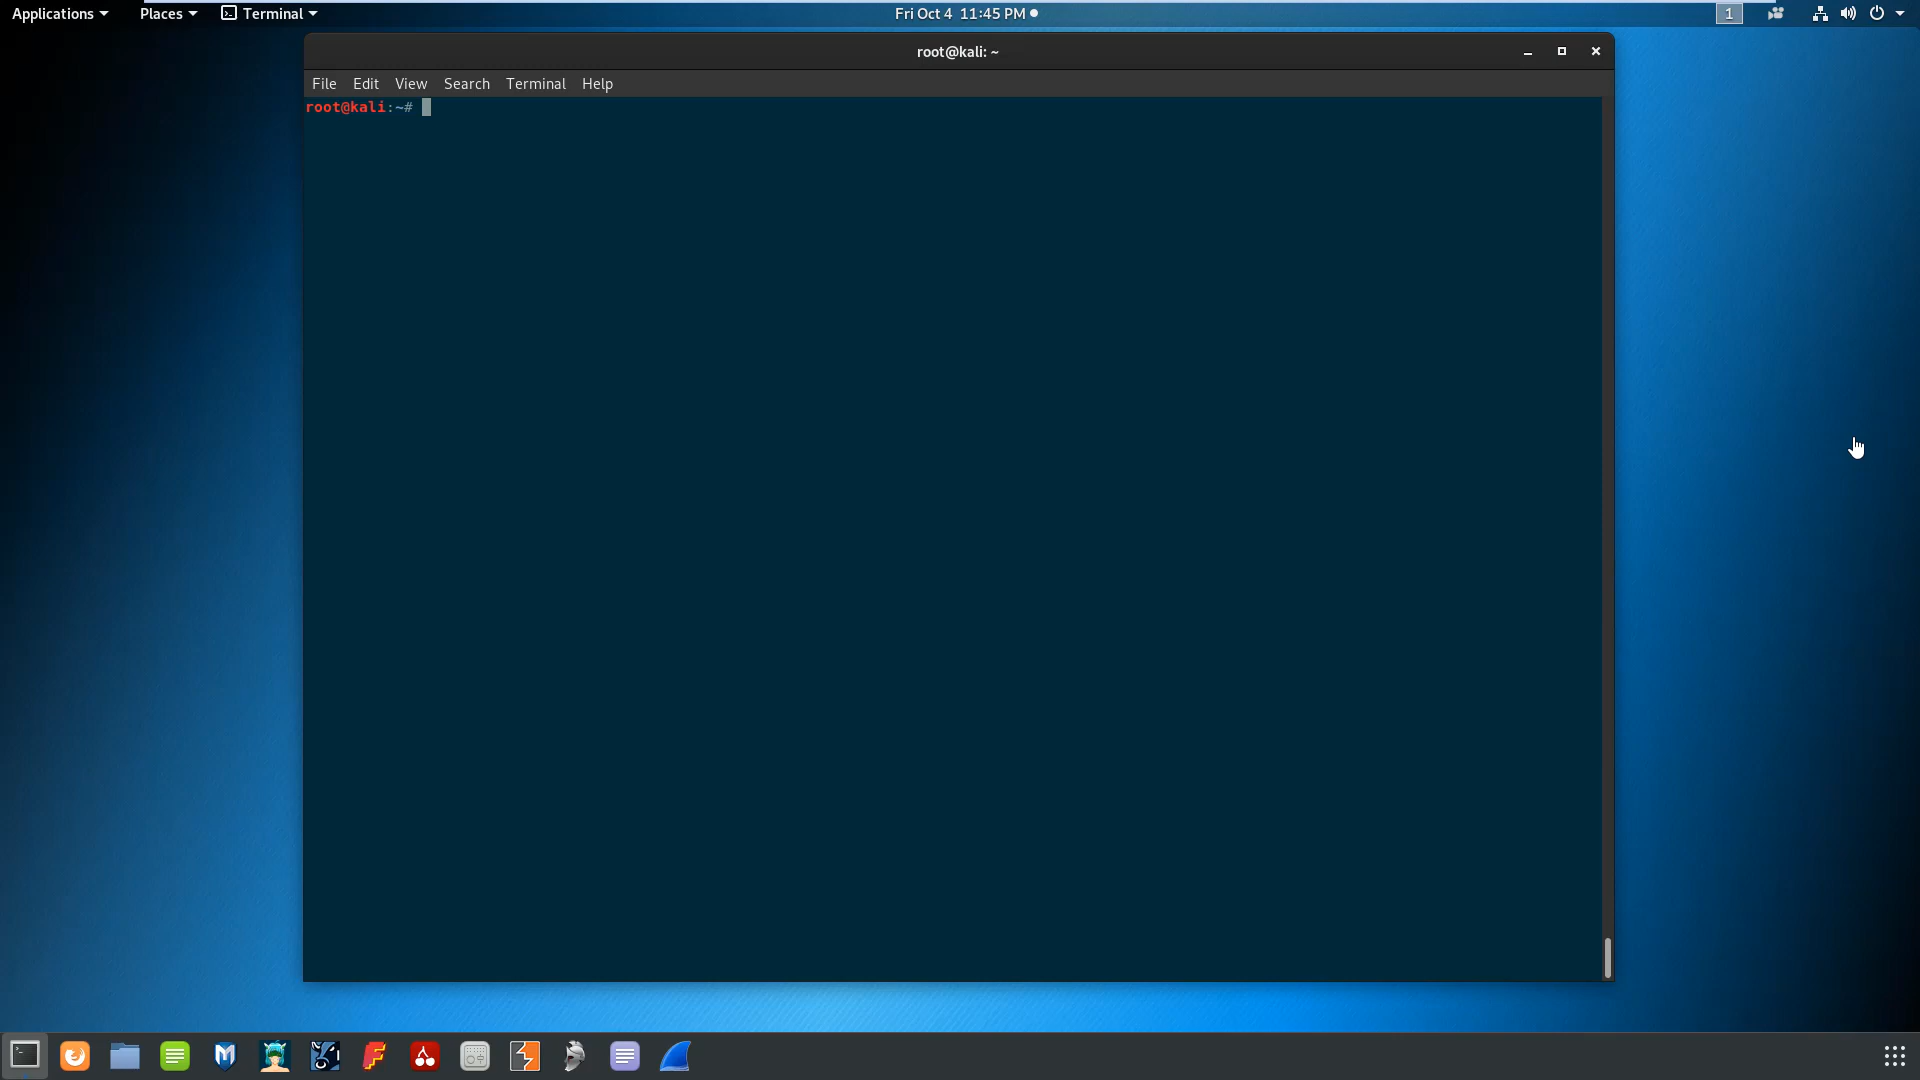 Applications Places Terminal Fri Oct 4 11:45 PM 1
root@kali: ~
File Edit View Search Terminal Help
root@kali:~#